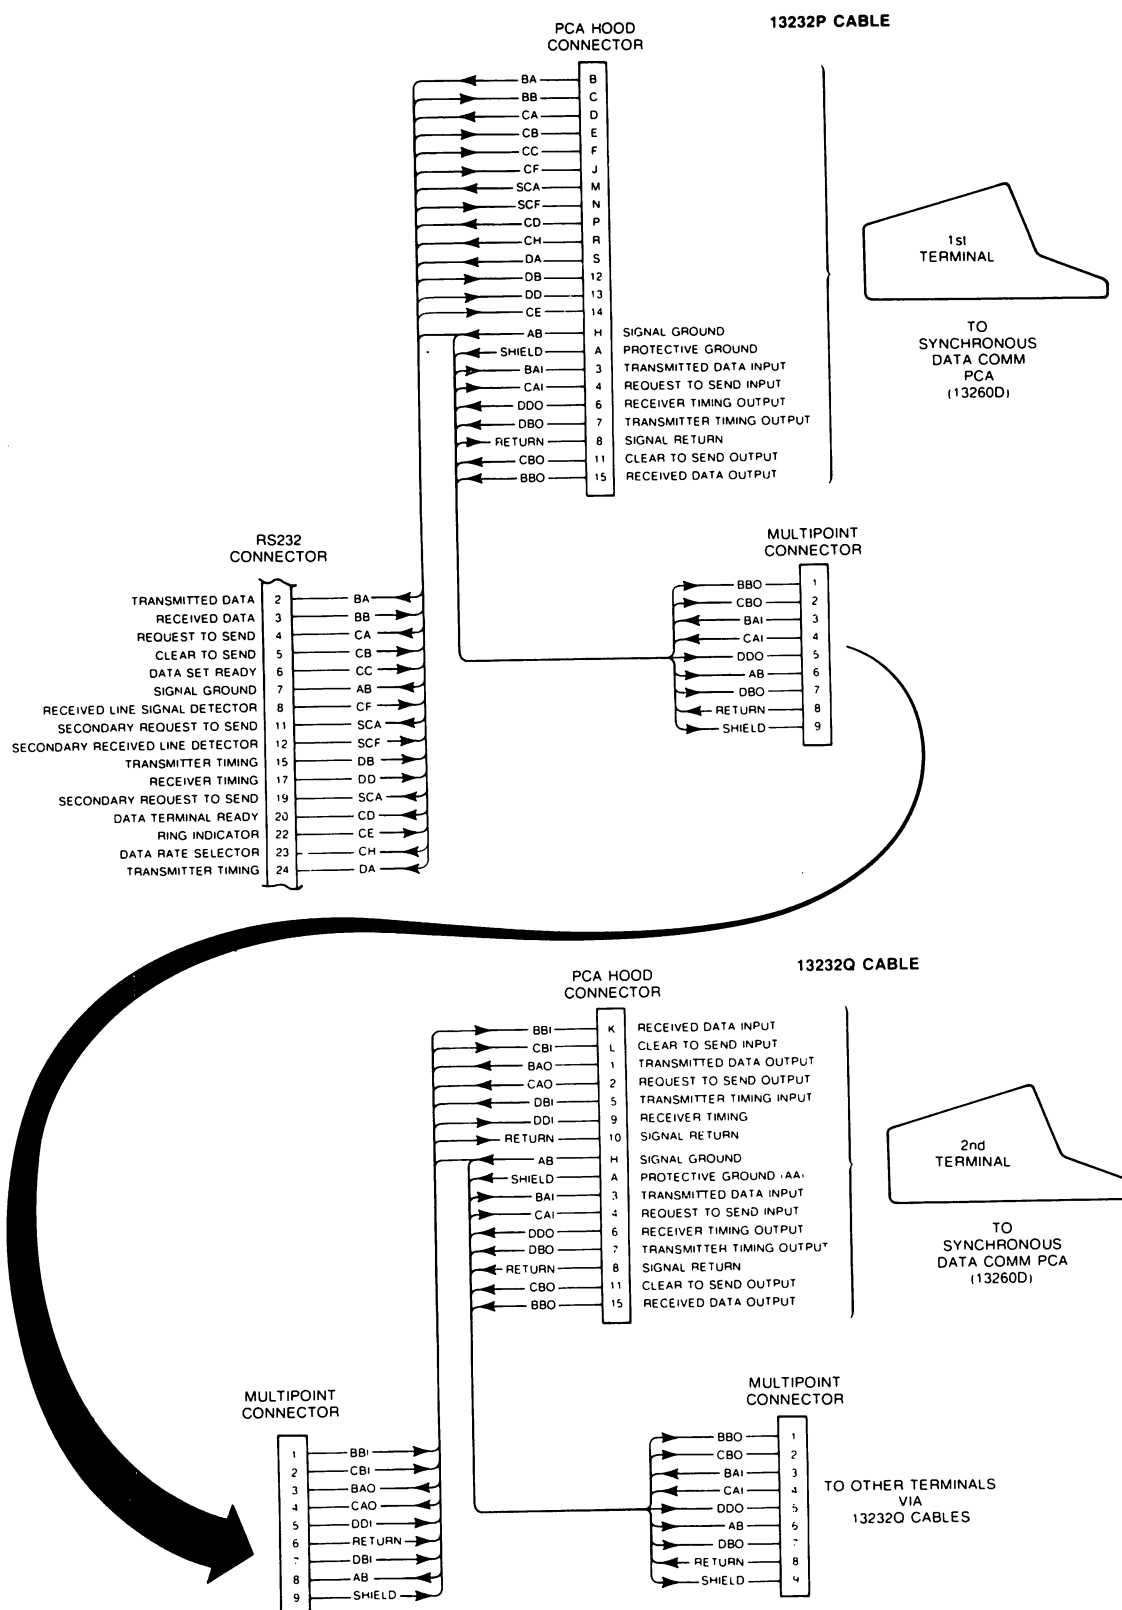 13232P CABLE
PCA HOOD
CONNECTOR
BA B
BB C
CA D
CB E
CC F
CF J
SCA M
SCF N
CD P
CH R
DA S
DB 12
DD 13
CE 14
AB H SIGNAL GROUND
SHIELD A PROTECTIVE GROUND
BAI 3 TRANSMITTED DATA INPUT
CAI 4 REQUEST TO SEND INPUT
DDO 6 RECEIVER TIMING OUTPUT
DBO 7 TRANSMITTER TIMING OUTPUT
RETURN 8 SIGNAL RETURN
CBO 11 CLEAR TO SEND OUTPUT
BBO 15 RECEIVED DATA OUTPUT
1st
TERMINAL
TO
SYNCHRONOUS
DATA COMM
PCA
(13260D)
RS232
CONNECTOR
TRANSMITTED DATA 2 BA
RECEIVED DATA 3 BB
REQUEST TO SEND 4 CA
CLEAR TO SEND 5 CB
DATA SET READY 6 CC
SIGNAL GROUND 7 AB
RECEIVED LINE SIGNAL DETECTOR 8 CF
SECONDARY REQUEST TO SEND 11 SCA
SECONDARY RECEIVED LINE DETECTOR 12 SCF
TRANSMITTER TIMING 15 DB
RECEIVER TIMING 17 DD
SECONDARY REQUEST TO SEND 19 SCA
DATA TERMINAL READY 20 CD
RING INDICATOR 22 CE
DATA RATE SELECTOR 23 CH
TRANSMITTER TIMING 24 DA
MULTIPOINT
CONNECTOR
BBO 1
CBO 2
BAI 3
CAI 4
DDO 5
AB 6
DBO 7
RETURN 8
SHIELD 9
13232Q CABLE
PCA HOOD
CONNECTOR
BBI K RECEIVED DATA INPUT
CBI L CLEAR TO SEND INPUT
BAO 1 TRANSMITTED DATA OUTPUT
CAO 2 REQUEST TO SEND OUTPUT
DBI 5 TRANSMITTER TIMING INPUT
DDI 9 RECEIVER TIMING
RETURN 10 SIGNAL RETURN
AB H SIGNAL GROUND
SHIELD A PROTECTIVE GROUND (AA)
BAI 3 TRANSMITTED DATA INPUT
CAI 4 REQUEST TO SEND INPUT
DDO 6 RECEIVER TIMING OUTPUT
DBO 7 TRANSMITTER TIMING OUTPUT
RETURN 8 SIGNAL RETURN
CBO 11 CLEAR TO SEND OUTPUT
BBO 15 RECEIVED DATA OUTPUT
2nd
TERMINAL
TO
SYNCHRONOUS
DATA COMM PCA
(13260D)
MULTIPOINT
CONNECTOR
1 BBI
2 CBI
3 BAO
4 CAO
5 DDI
6 RETURN
7 DBI
8 AB
9 SHIELD
MULTIPOINT
CONNECTOR
BBO 1
CBO 2
BAI 3
CAI 4
DDO 5
AB 6
DBO 7
RETURN 8
SHIELD 9
TO OTHER TERMINALS
VIA
13232Q CABLES